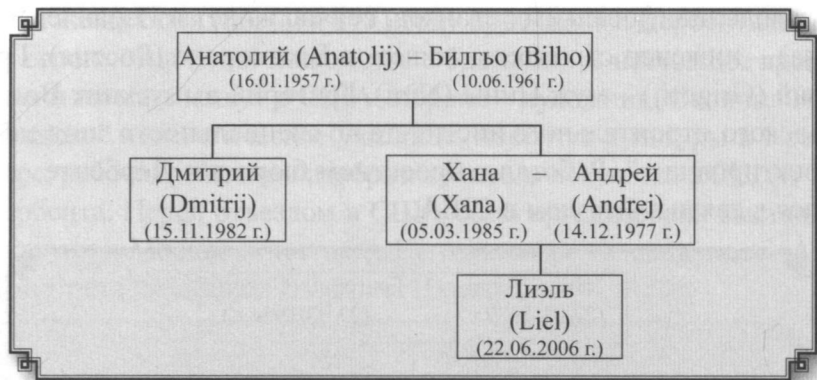 Анатолий (Anatolij) – Бильо (Bilho)
(16.01.1957 г.) (10.06.1961 г.)
Дмитрий
(Dmitrij)
(15.11.1982 г.)
Хана – Андрей
(Xana) (Andrej)
(05.03.1985 г.) (14.12.1977 г.)
Лиэль
(Liel)
(22.06.2006 г.)